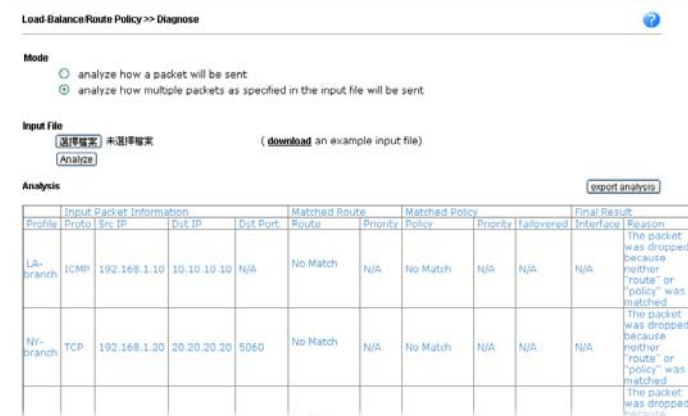 Load-Balance/Route Policy >> Diagnose
Mode
analyze how a packet will be sent
analyze how multiple packets as specified in the input file will be sent
Input File
選擇檔案 未選擇檔案 ( download an example input file)
Analyze
Analysis
export analysis
Input Packet Information Matched Route Matched Policy Final Result
Profile Proto Src IP Dst IP Dst Port Route Priority Policy Priority failovered Interface Reason
LA-branch ICMP 192.168.1.10 10.10.10.10 N/A No Match N/A No Match N/A N/A N/A The packet was dropped because neither "route" or "policy" was matched
NY-branch TCP 192.168.1.20 20.20.20.20 5060 No Match N/A No Match N/A N/A N/A The packet was dropped because neither "route" or "policy" was matched
The packet was dropped because